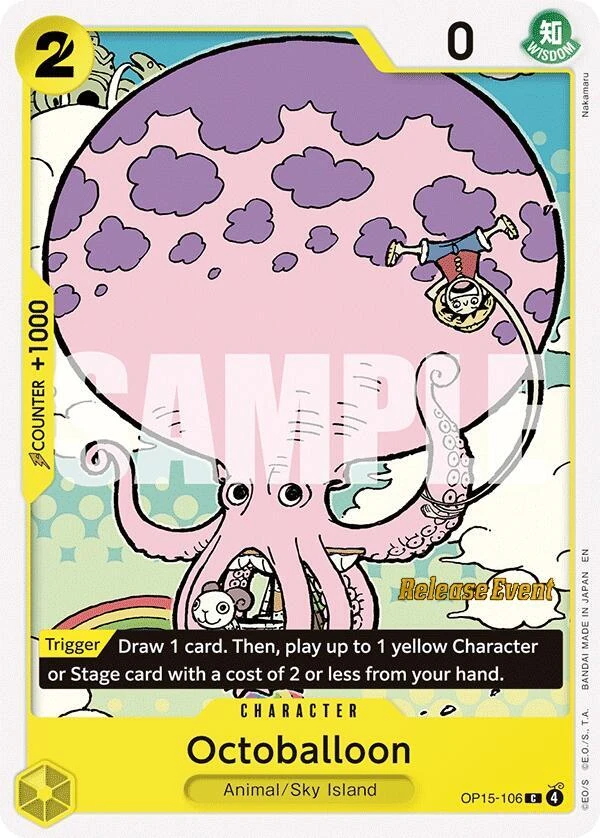 2
0
知
WISDOM
Nakamaru
COUNTER +1000
SAMPLE
Release Event
Trigger Draw 1 card. Then, play up to 1 yellow Character
or Stage card with a cost of 2 or less from your hand.
CHARACTER
Octoballoon
Animal/Sky Island
OP15-106 C 4
©EO/S ©E.O./S., T.A. BANDAI MADE IN JAPAN EN